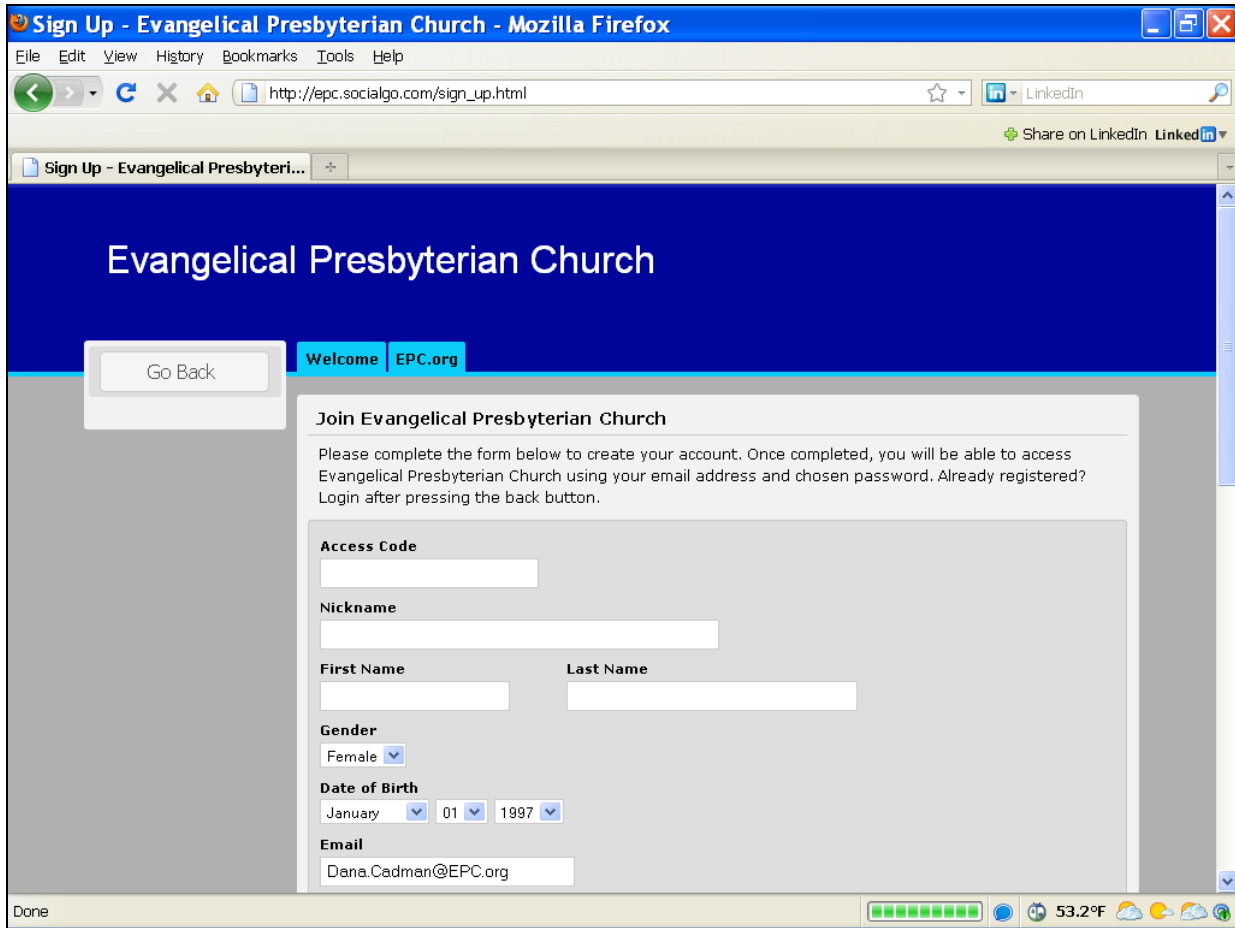 Sign Up - Evangelical Presbyterian Church - Mozilla Firefox
File Edit View History Bookmarks Tools Help
http://epc.socialgo.com/sign_up.html
in LinkedIn
Share on LinkedIn Linked in
Sign Up - Evangelical Presbyteri...
Evangelical Presbyterian Church
Go Back
Welcome EPC.org
Join Evangelical Presbyterian Church
Please complete the form below to create your account. Once completed, you will be able to access
Evangelical Presbyterian Church using your email address and chosen password. Already registered?
Login after pressing the back button.
Access Code
Nickname
First Name Last Name
Gender
Female
Date of Birth
January 01 1997
Email
Dana.Cadman@EPC.org
Done 53.2°F